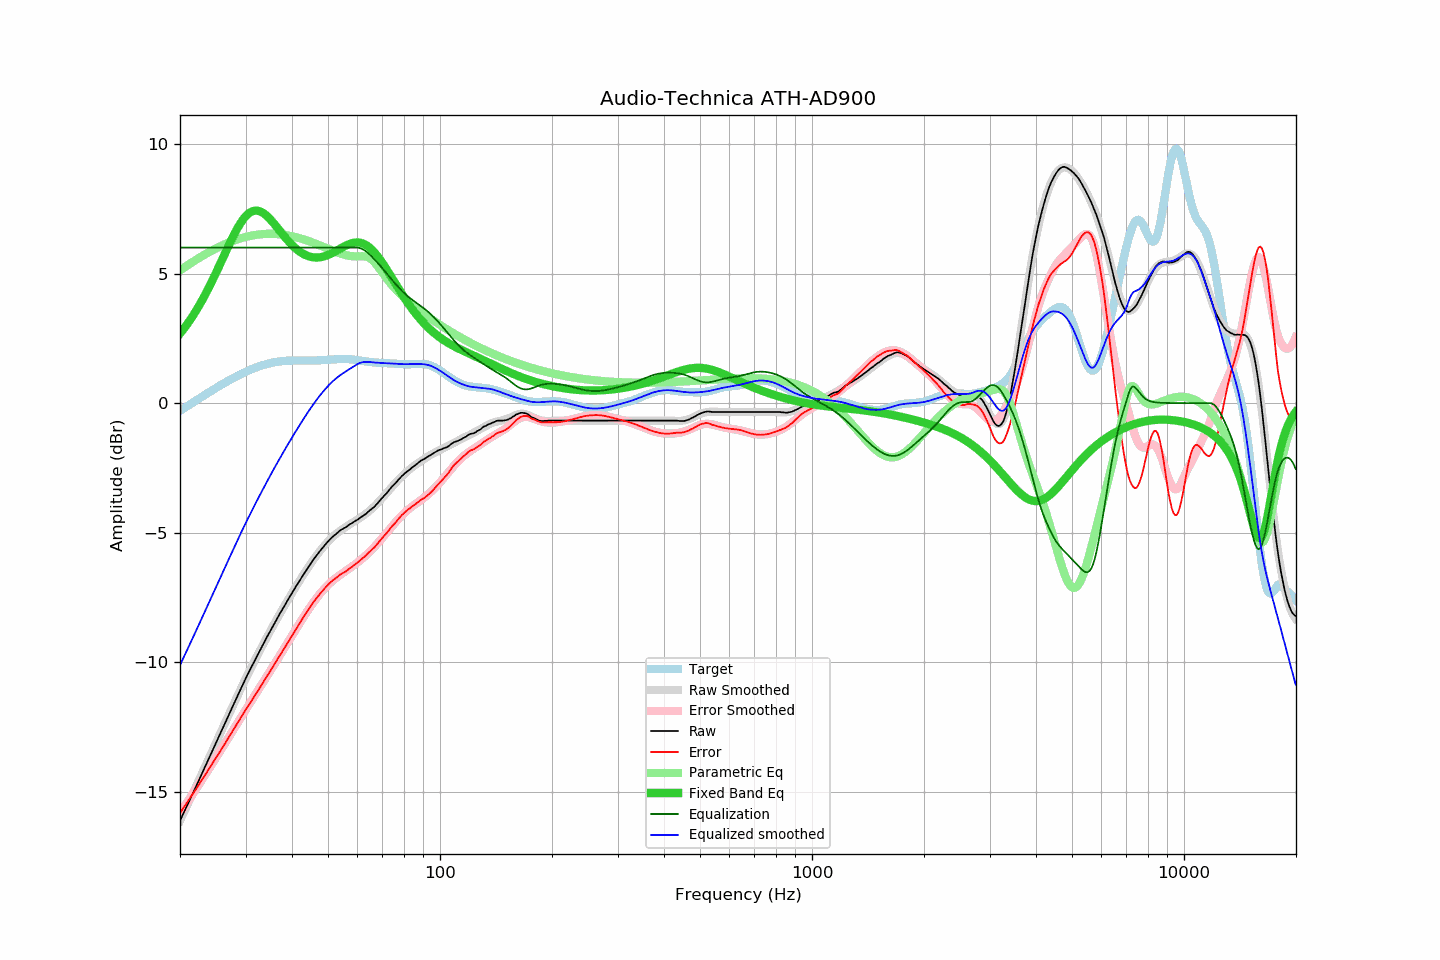 Audio-Technica ATH-AD900
10
5
0
−5
−10
−15
Amplitude (dBr)
Target
Raw Smoothed
Error Smoothed
Raw
Error
Parametric Eq
Fixed Band Eq
Equalization
Equalized smoothed
100
1000
10000
Frequency (Hz)